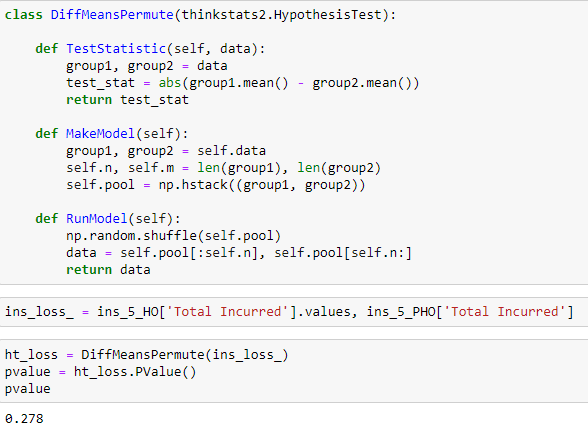 class DiffMeansPermute(thinkstats2.HypothesisTest):
def TestStatistic(self, data):
group1, group2 = data
test_stat = abs(group1.mean() - group2.mean())
return test_stat
def MakeModel(self):
group1, group2 = self.data
self.n, self.m = len(group1), len(group2)
self.pool = np.hstack((group1, group2))
def RunModel(self):
np.random.shuffle(self.pool)
data = self.pool[:self.n], self.pool[self.n:]
return data
ins_loss_ = ins_5_HO['Total Incurred'].values, ins_5_PHO['Total Incurred']
ht_loss = DiffMeansPermute(ins_loss_)
pvalue = ht_loss.PValue()
pvalue
0.278